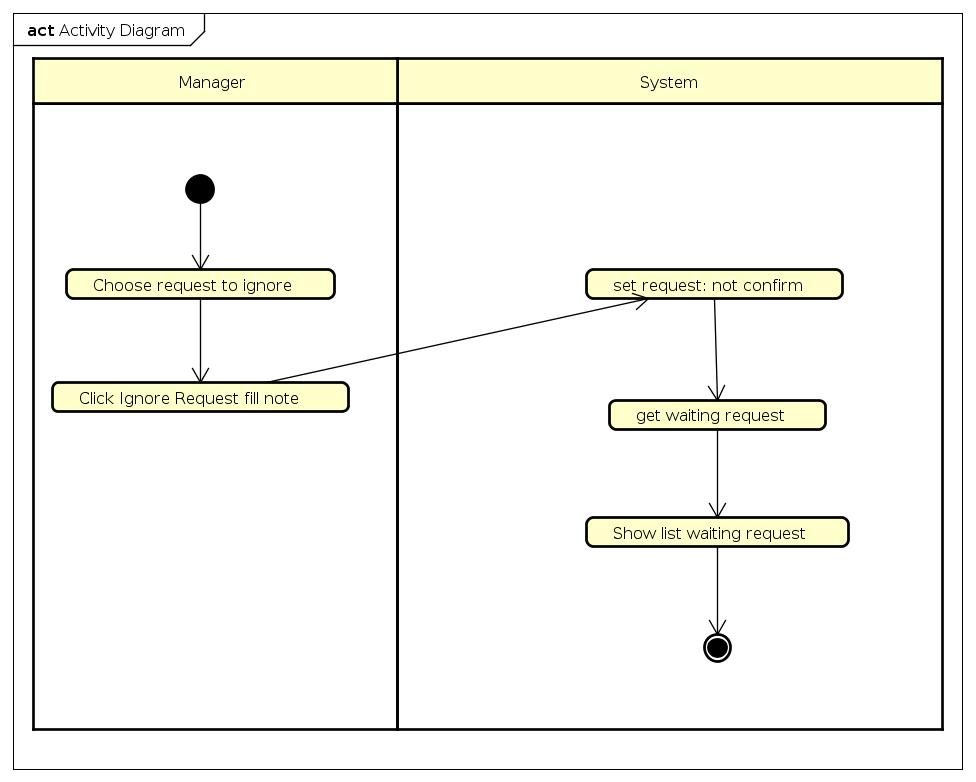 act Activity Diagram
Manager
System
Choose request to ignore
set request: not confirm
Click Ignore Request fill note
get waiting request
Show list waiting request